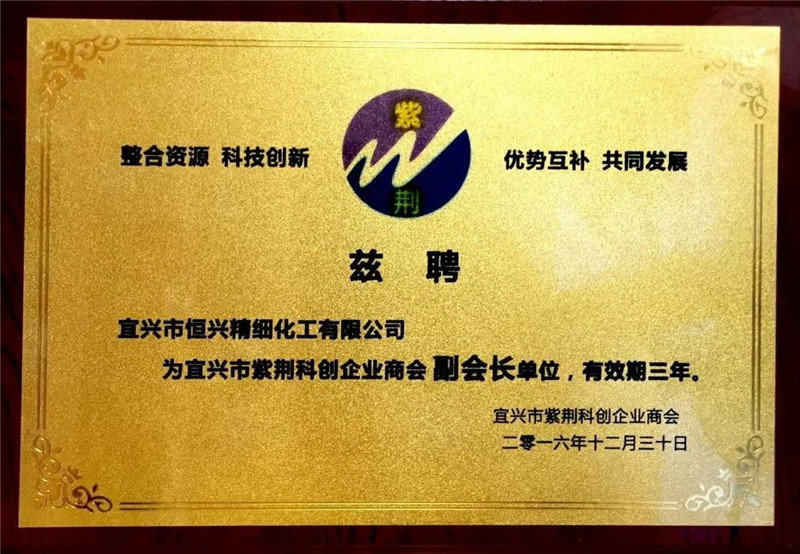 整合资源 科技创新
紫
荆
优势互补 共同发展
兹 聘
宜兴市恒兴精细化工有限公司
为宜兴市紫荆科创企业商会 副会长单位，有效期三年。
宜兴市紫荆科创企业商会
二零一六年十二月三十日